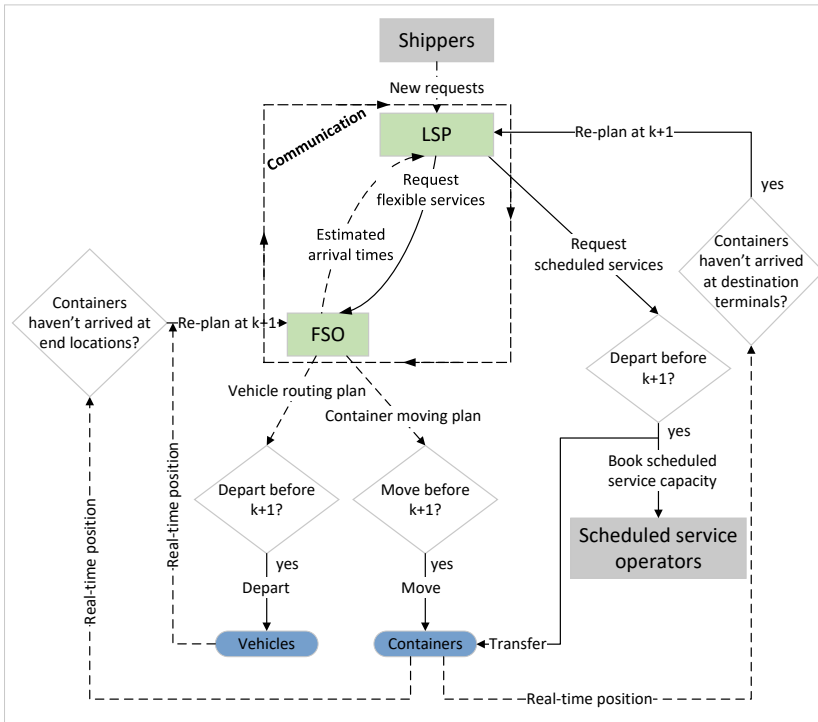 Shippers
New requests
Communication
LSP
Re-plan at k+1
yes
Request
flexible services
Estimated
arrival times
Request
scheduled services
Containers
haven't arrived
at destination
terminals?
Containers
haven't arrived at
end locations?
Re-plan at k+1
FSO
Depart before
k+1?
Vehicle routing plan
Container moving plan
yes
Book scheduled
service capacity
Depart before
k+1?
Move before
k+1?
Scheduled service
operators
Real-time position
Real-time position
yes
Depart
yes
Move
Vehicles
Containers
Transfer
Real-time position